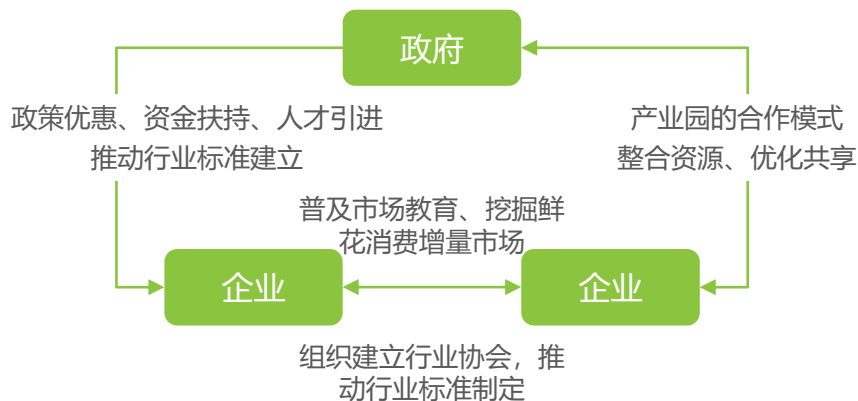 政府
政策优惠、资金扶持、人才引进
推动行业标准建立
产业园的合作模式
整合资源、优化共享
普及市场教育、挖掘鲜
花消费增量市场
企业
企业
组织建立行业协会，推
动行业标准制定